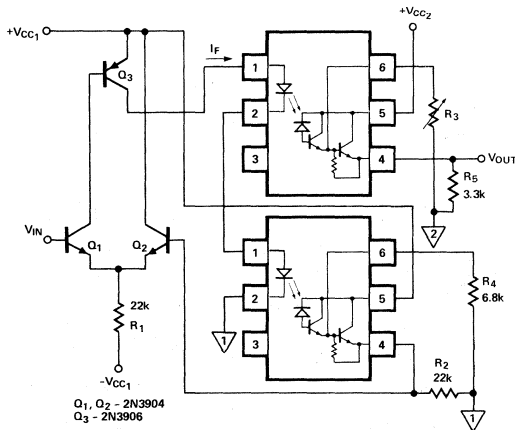 +VCC1
+VCC2
IF
Q3
1
2
3
6
5
4
R3
VOUT
R5
3.3k
2
VIN
Q1
Q2
1
2
3
6
5
4
R4
6.8k
1
22k
R1
R2
22k
-VCC1
1
Q1, Q2 - 2N3904
Q3 - 2N3906